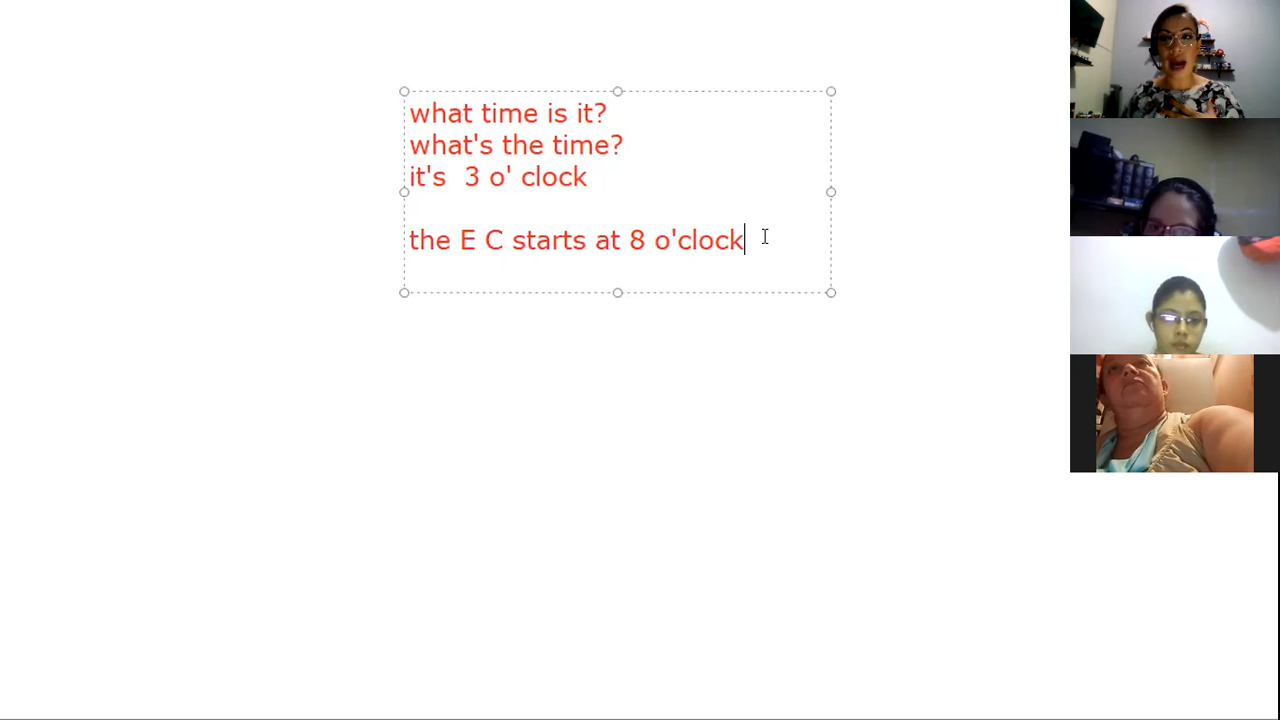 what time is it?
what's the time?
it's  3 o' clock
the E C starts at 8 o'clock